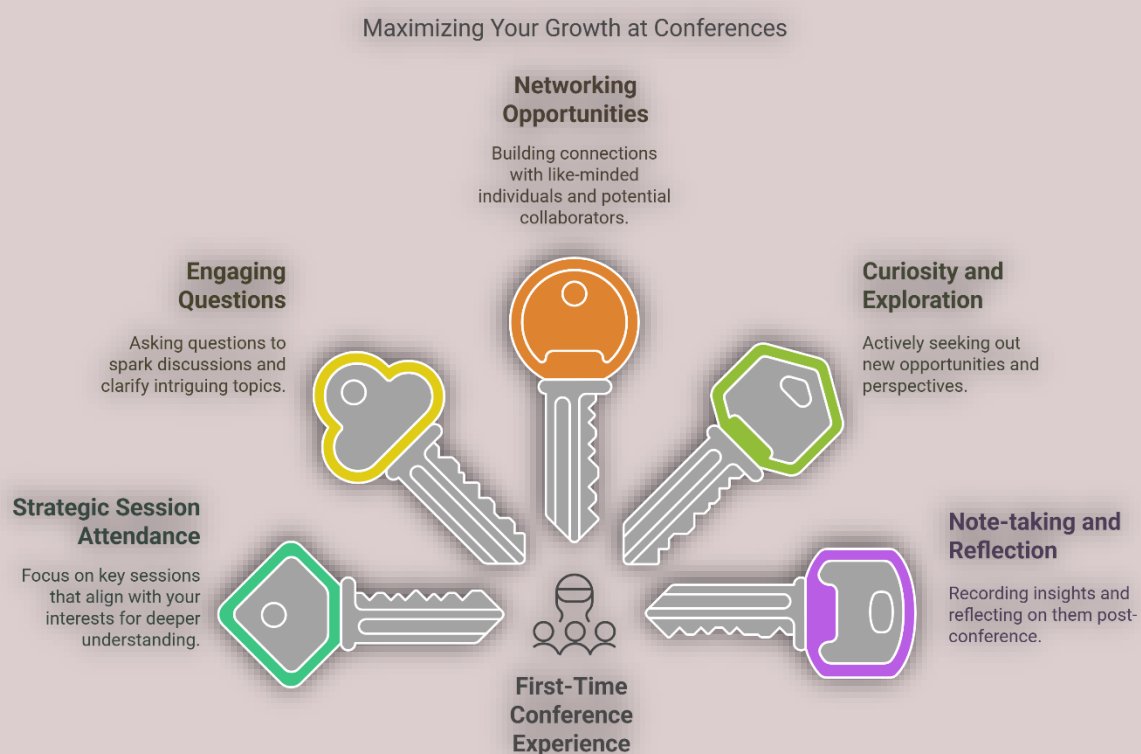 Maximizing Your Growth at Conferences
Networking
Opportunities
Building connections
with like-minded
individuals and potential
collaborators.
Engaging
Questions
Asking questions to
spark discussions and
clarify intriguing topics.
Curiosity and
Exploration
Actively seeking out
new opportunities and
perspectives.
Strategic Session
Attendance
Focus on key sessions
that align with your
interests for deeper
understanding.
Note-taking and
Reflection
Recording insights and
reflecting on them post-
conference.
First-Time
Conference
Experience